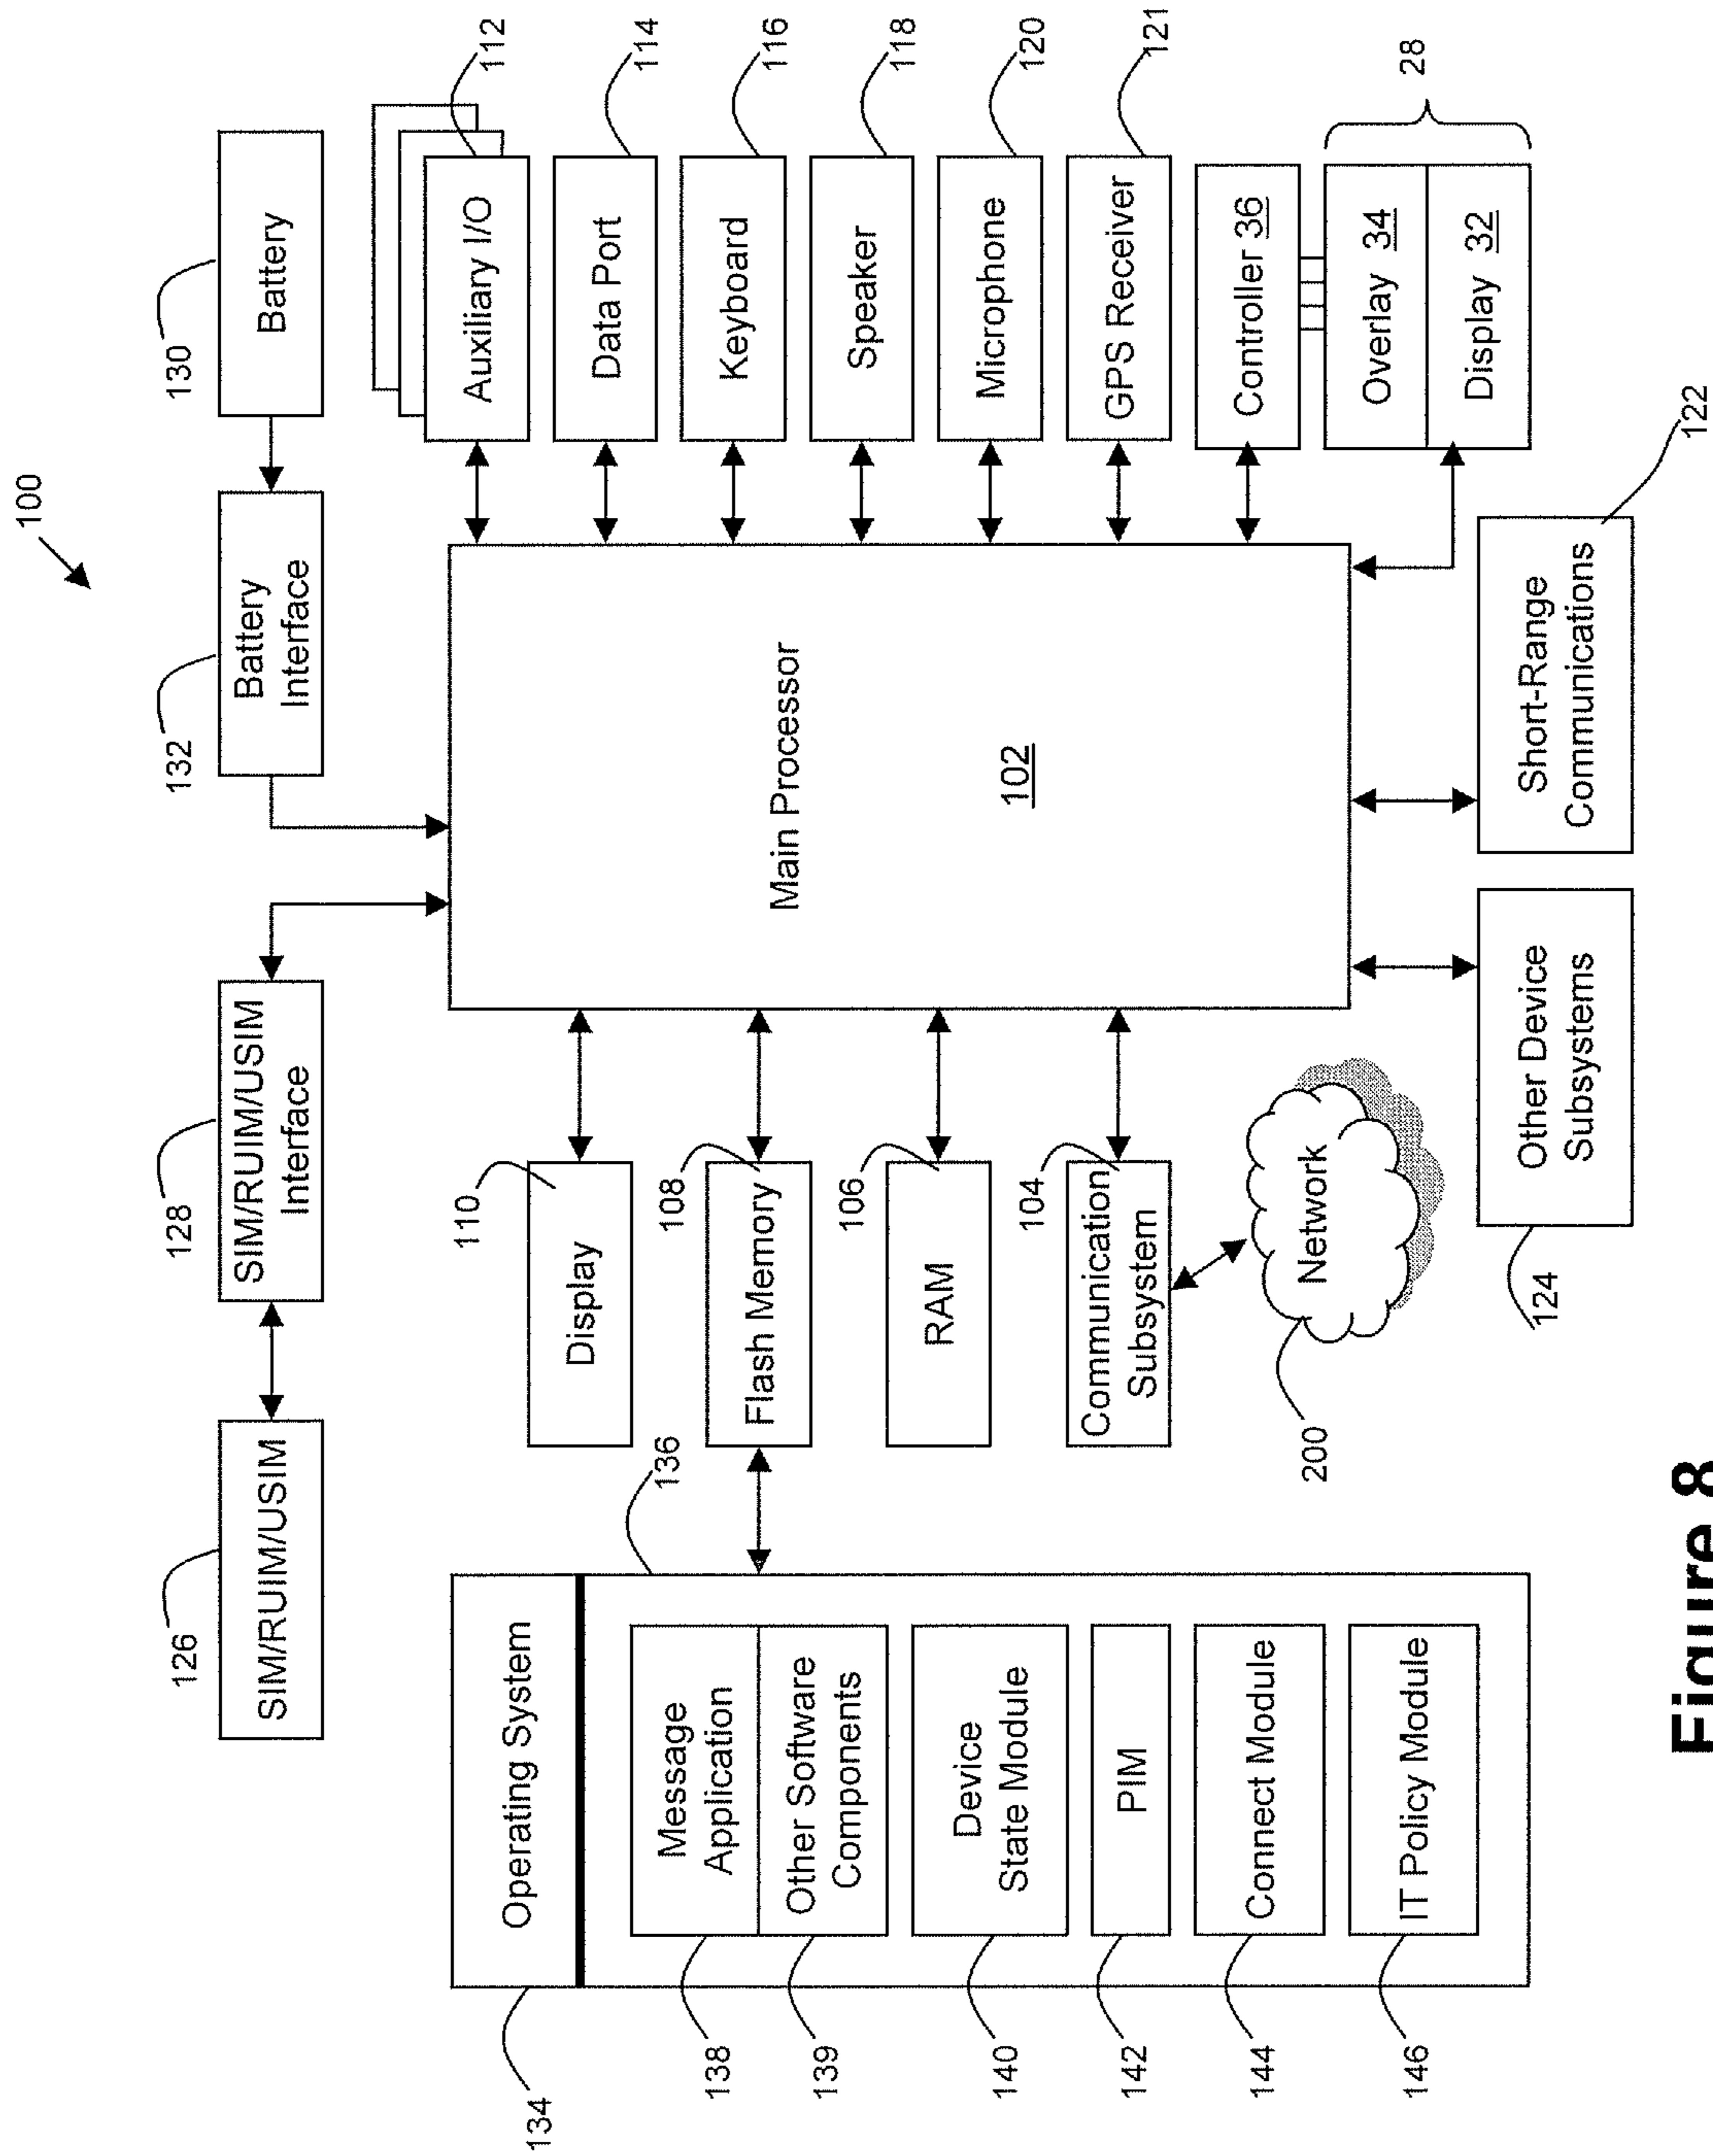 100
126
SIM/RUIM/USIM
128
SIM/RUIM/USIM
Interface
132
Battery
Interface
130
Battery
134
Operating System
136
138
Message
Application
139
Other Software
Components
140
Device
State Module
142
PIM
144
Connect Module
146
IT Policy Module
110
Display
108
Flash Memory
106
RAM
104
Communication
Subsystem
200
Network
Main Processor
102
112
Auxiliary I/O
114
Data Port
116
Keyboard
118
Speaker
120
Microphone
121
GPS Receiver
Controller 36
28
Overlay 34
Display 32
124
Other Device
Subsystems
122
Short-Range
Communications
Figure 8